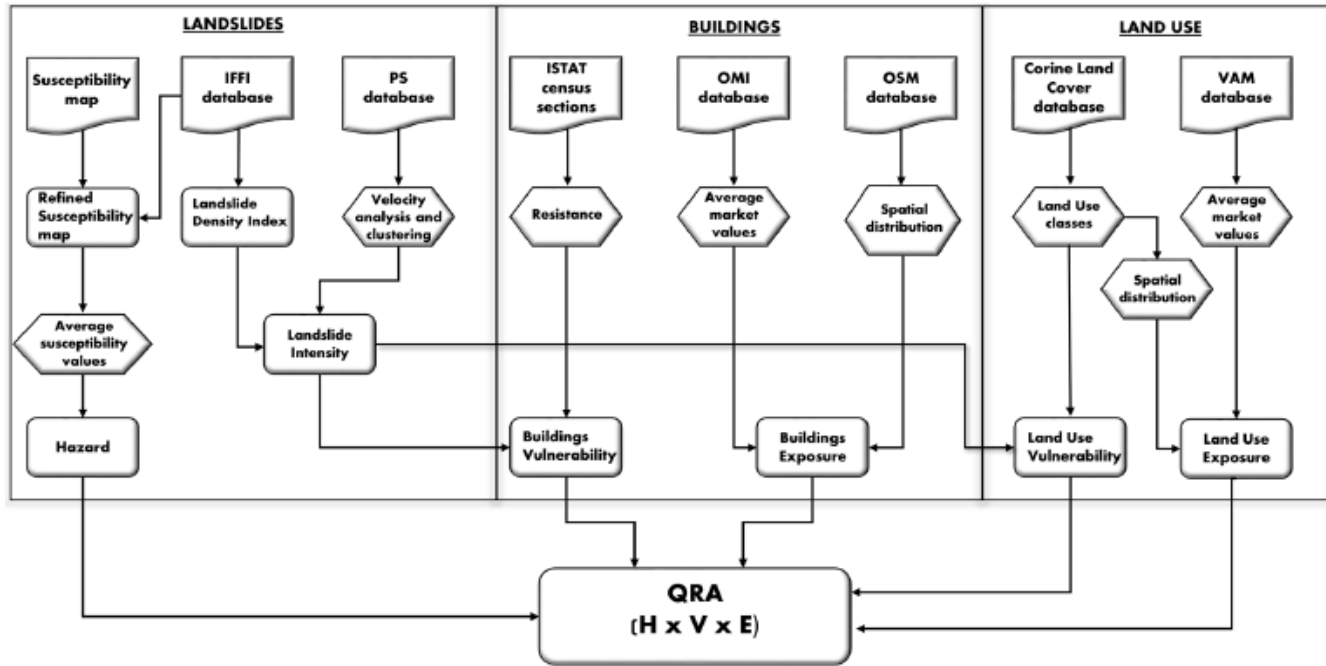 LANDSLIDES
BUILDINGS
LAND USE
Susceptibility
map
IFFI
database
PS
database
ISTAT
census
sections
OMI
database
OSM
database
Corine Land
Cover
database
VAM
database
Refined
Susceptibility
map
Landslide
Density Index
Velocity
analysis and
clustering
Resistance
Average
market
values
Spatial
distribution
Land Use
classes
Average
market
values
Spatial
distribution
Average
susceptibility
values
Landslide
Intensity
Hazard
Buildings
Vulnerability
Buildings
Exposure
Land Use
Vulnerability
Land Use
Exposure
QRA
(H x V x E)